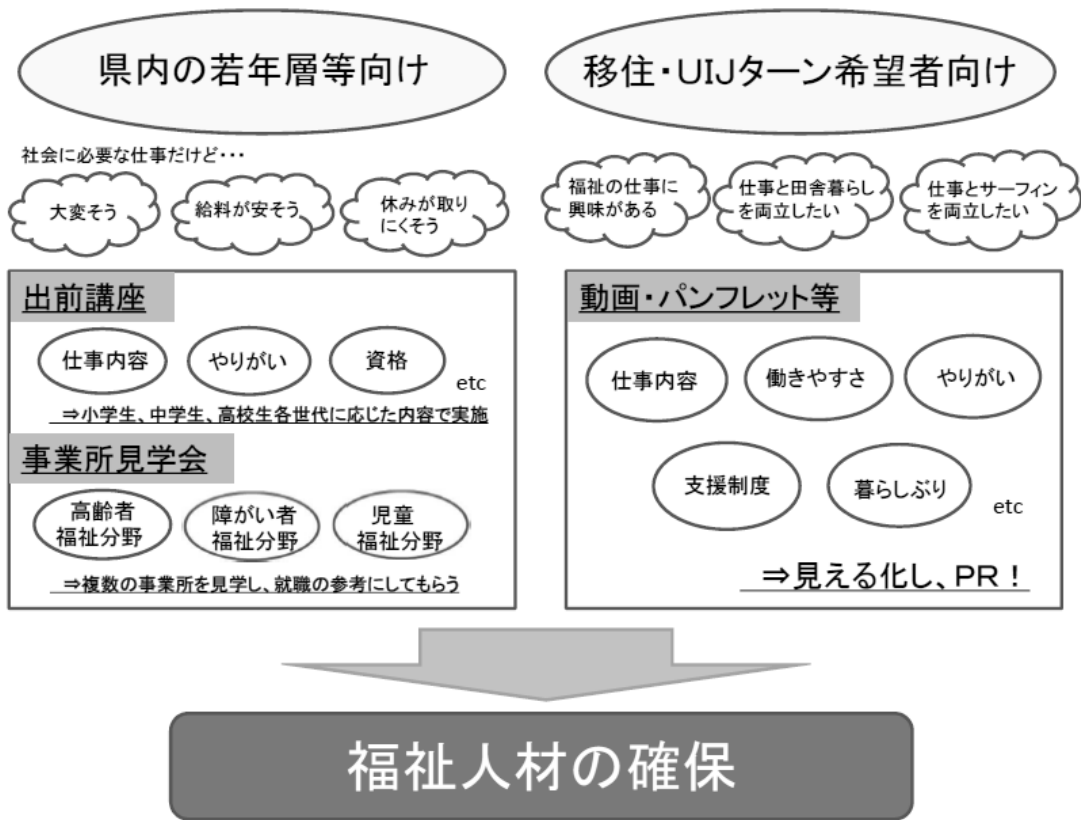 県内の若年層等向け
社会に必要な仕事だけど･･･
大変そう
給料が安そう
休みが取り
にくそう
出前講座
仕事内容
やりがい
資格
etc
⇒小学生、中学生、高校生各世代に応じた内容で実施
事業所見学会
高齢者
福祉分野
障がい者
福祉分野
児童
福祉分野
⇒複数の事業所を見学し、就職の参考にしてもらう
移住・UIJターン希望者向け
福祉の仕事に
興味がある
仕事と田舎暮らし
を両立したい
仕事とサーフィン
を両立したい
動画・パンフレット等
仕事内容
働きやすさ
やりがい
支援制度
暮らしぶり
etc
⇒見える化し、PR！
福祉人材の確保